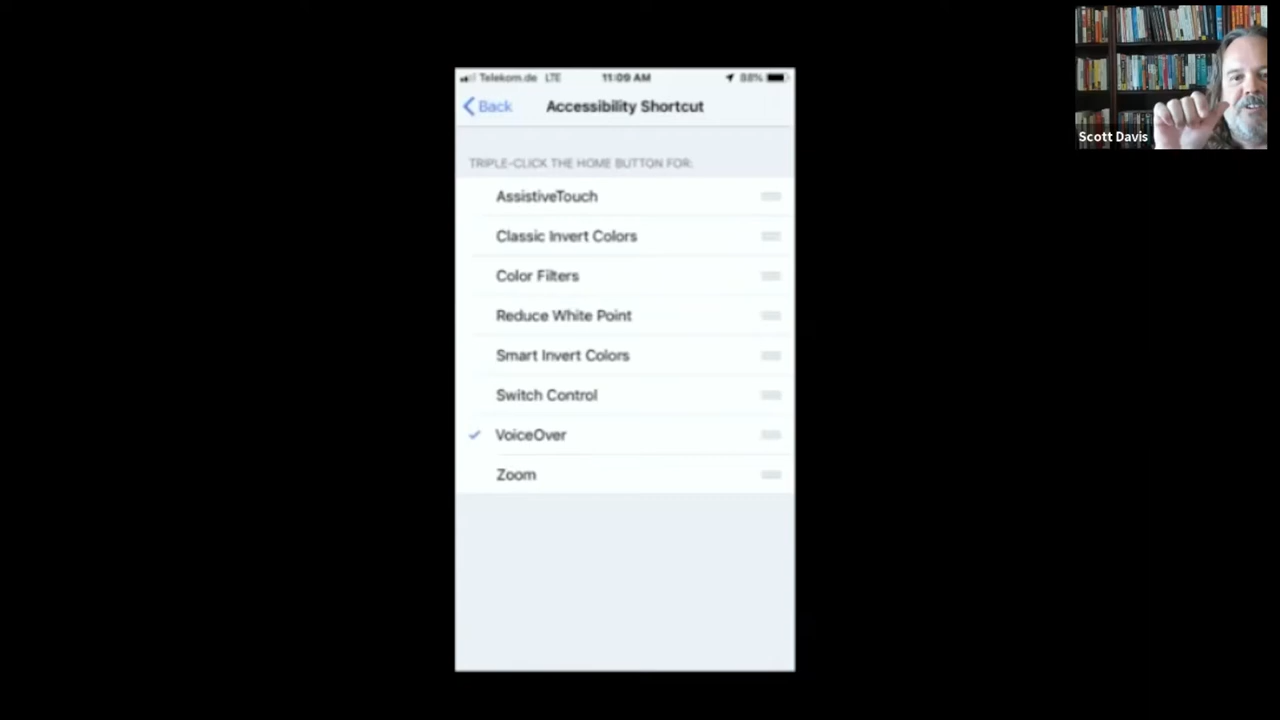 Telekom.de LTE 11:09 AM 88%
Back Accessibility Shortcut
TRIPLE-CLICK THE HOME BUTTON FOR:
AssistiveTouch
Classic Invert Colors
Color Filters
Reduce White Point
Smart Invert Colors
Switch Control
VoiceOver
Zoom
Scott Davis